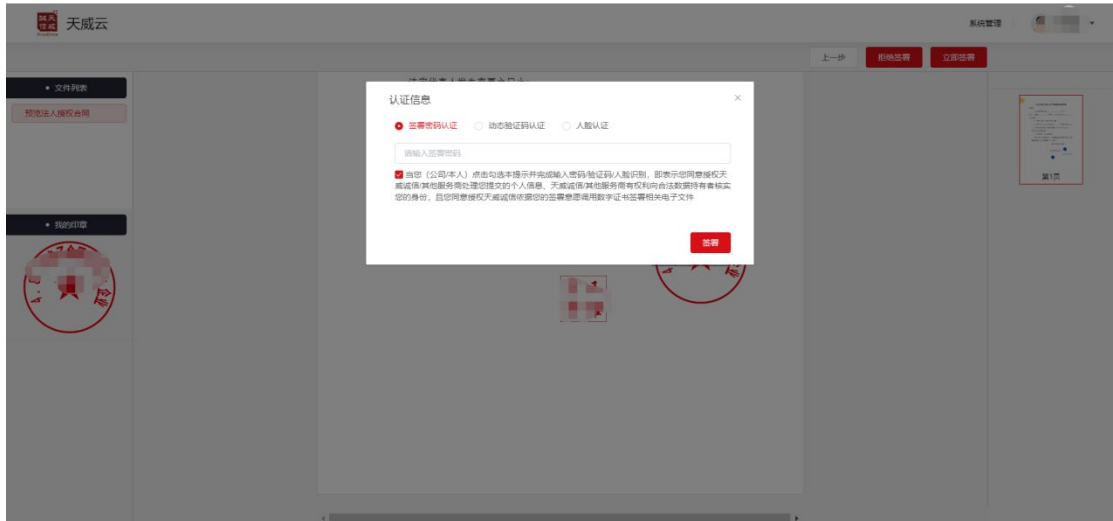 天威云
系统管理
上一步
拒绝签署
立即签署
• 文件列表
预览法人授权合同
认证信息
签署密码认证
动态验证码认证
人脸认证
请输入签署密码
当您（公司/本人）点击勾选本提示并完成输入密码/验证码/人脸识别，即表示您同意授权天
威诚信/其他服务商处理您提交的个人信息、天威诚信/其他服务商有权利向合法数据持有者核实
您的身份，且您同意授权天威诚信依据您的签署意愿调用数字证书签署相关电子文件
签署
第1页
• 我的印章
企业